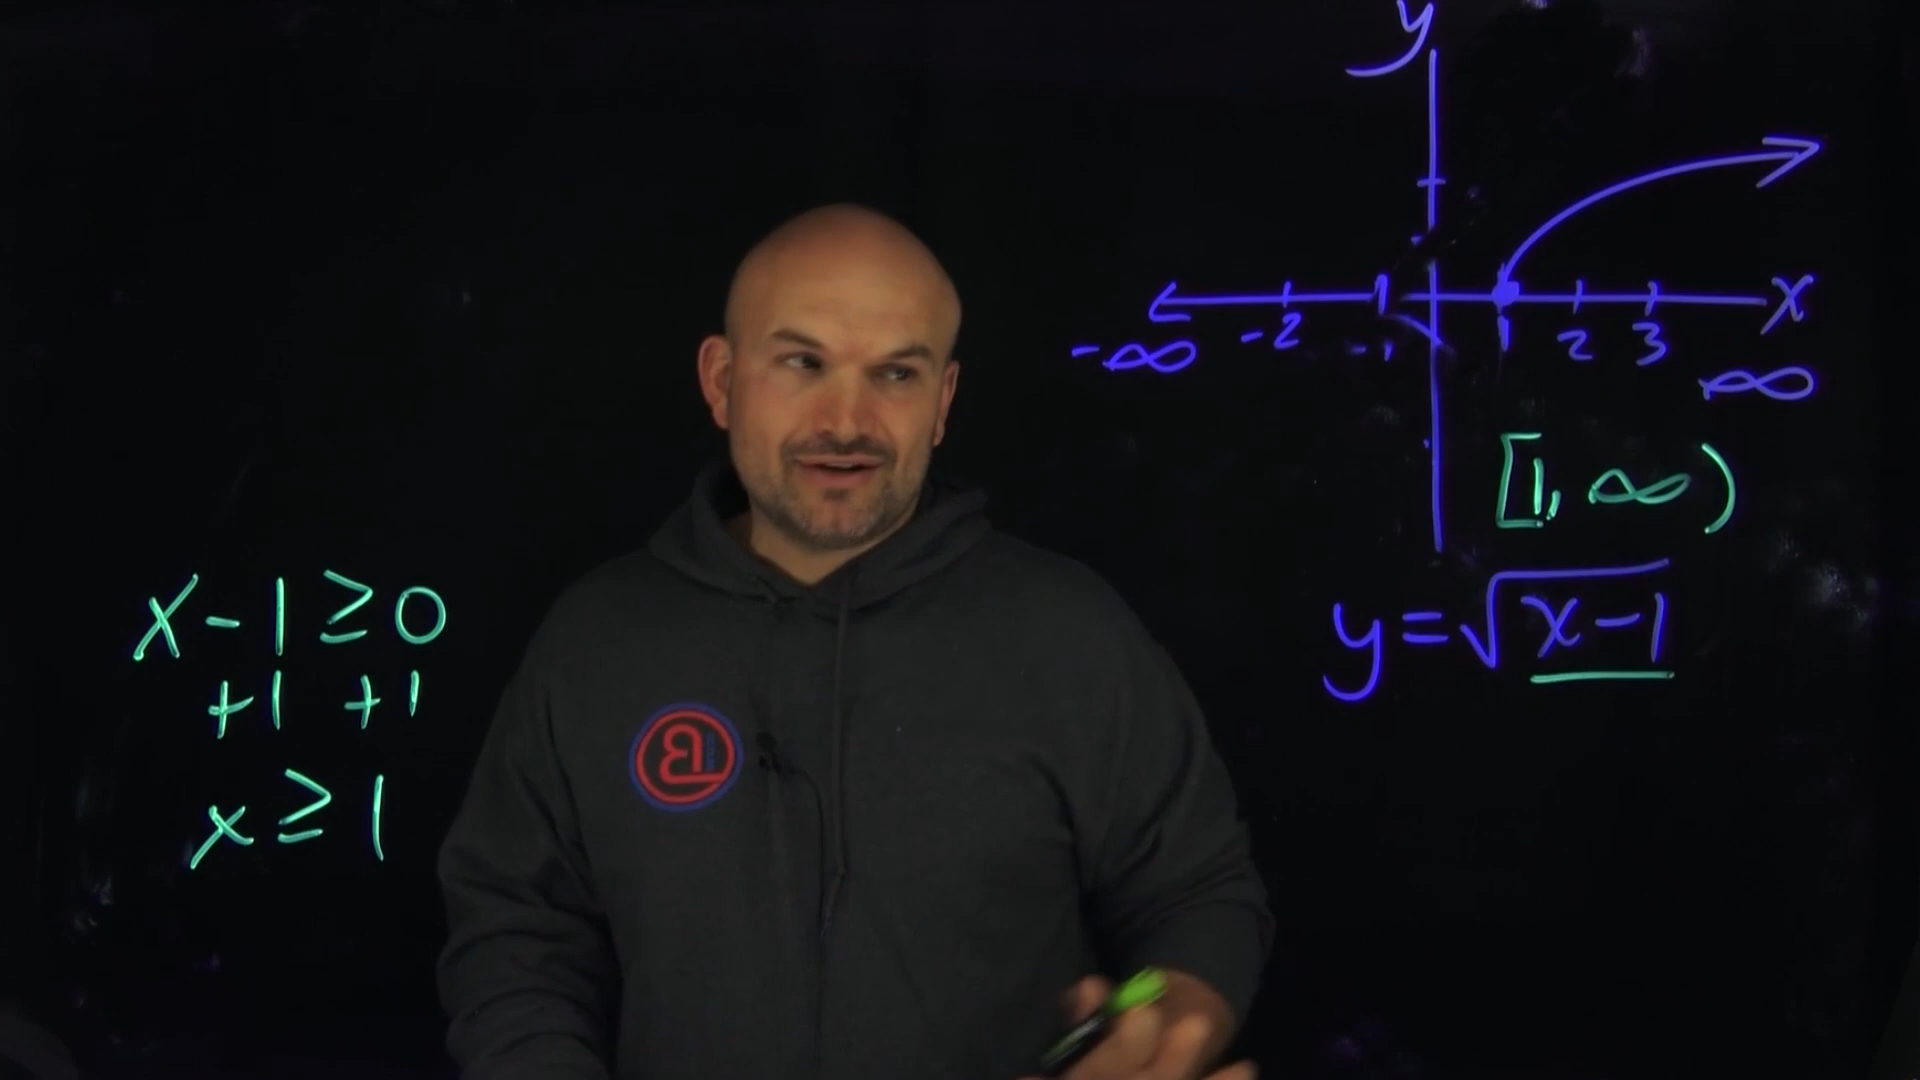 x - 1 ≥ 0
+1 +1
x ≥ 1
y
x
-2 -1 1 2 3
-∞ ∞
[1, ∞)
y = √x-1